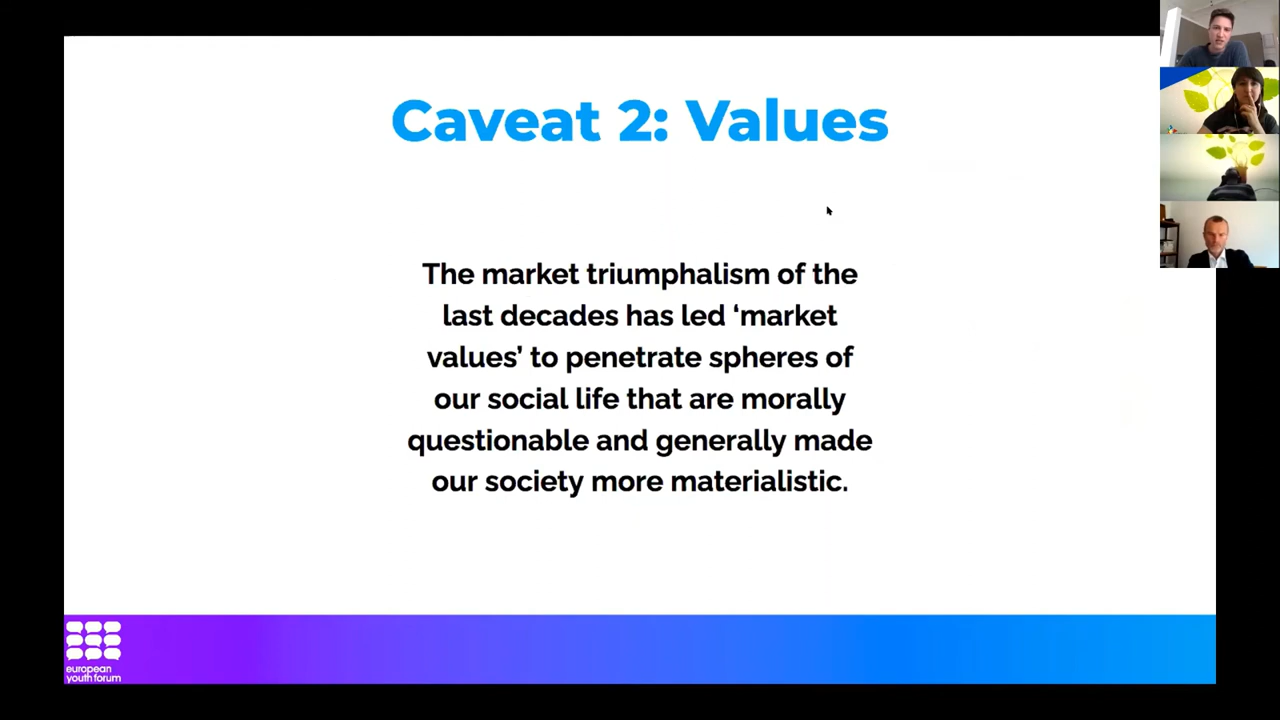 Caveat 2: Values
The market triumphalism of the
last decades has led ‘market
values’ to penetrate spheres of
our social life that are morally
questionable and generally made
our society more materialistic.
european
youth forum